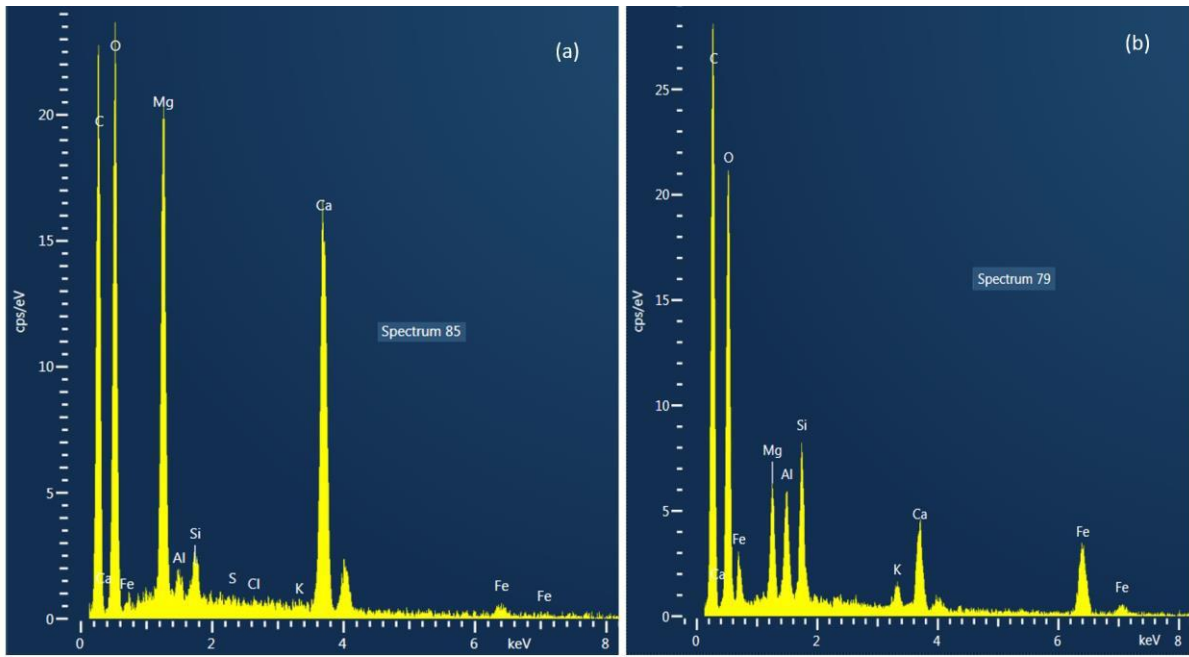 (a)
cps/eV
20
15
10
5
0
C
O
Mg
Ca
Fe
Al
Si
S
Cl
K
Ca
Fe
Fe
Spectrum 85
0
2
4
6
keV
8
(b)
cps/eV
25
20
15
10
5
0
C
O
Ca
Fe
Mg
Al
Si
K
Ca
Fe
Fe
Spectrum 79
0
2
4
6
keV
8